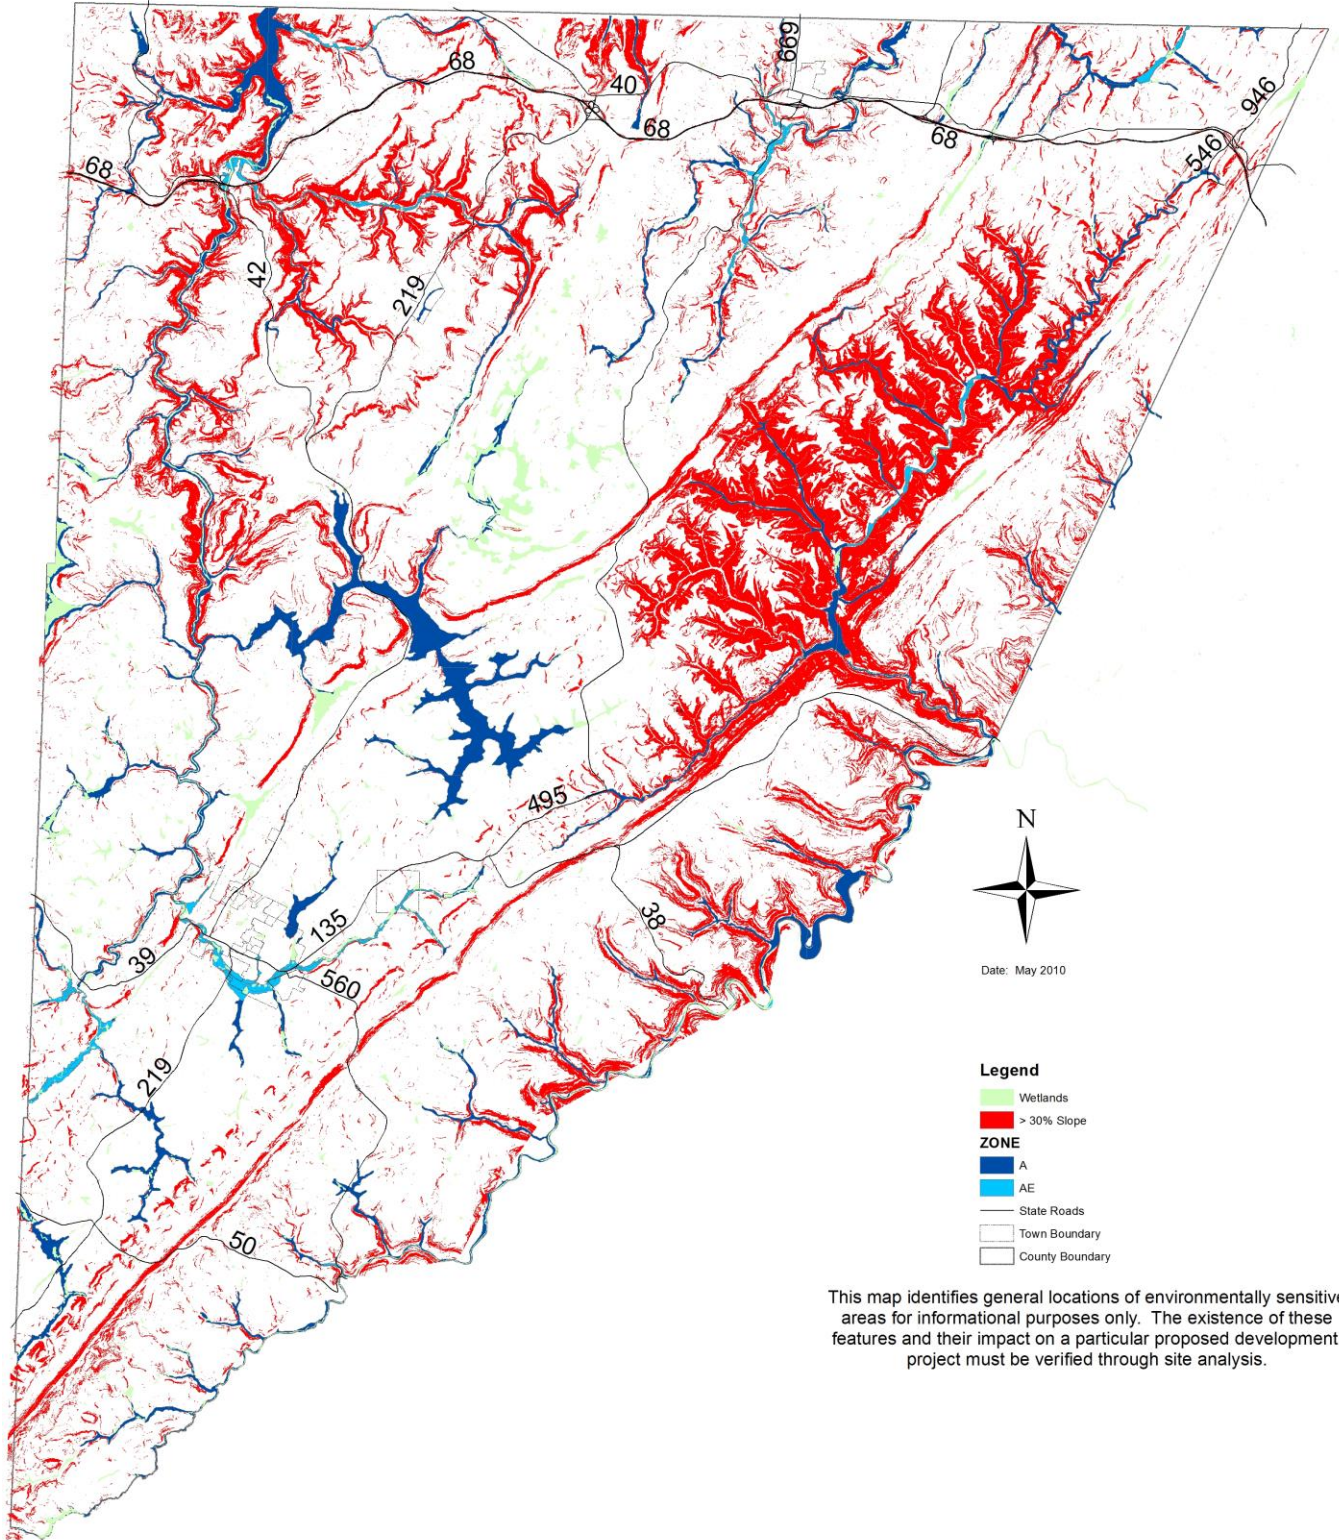 669
68
40
68
68
946
546
68
42
219
495
38
135
39
560
219
50
N
Date: May 2010
Legend
Wetlands
> 30% Slope
ZONE
A
AE
State Roads
Town Boundary
County Boundary
This map identifies general locations of environmentally sensitive
areas for informational purposes only. The existence of these
features and their impact on a particular proposed development
project must be verified through site analysis.